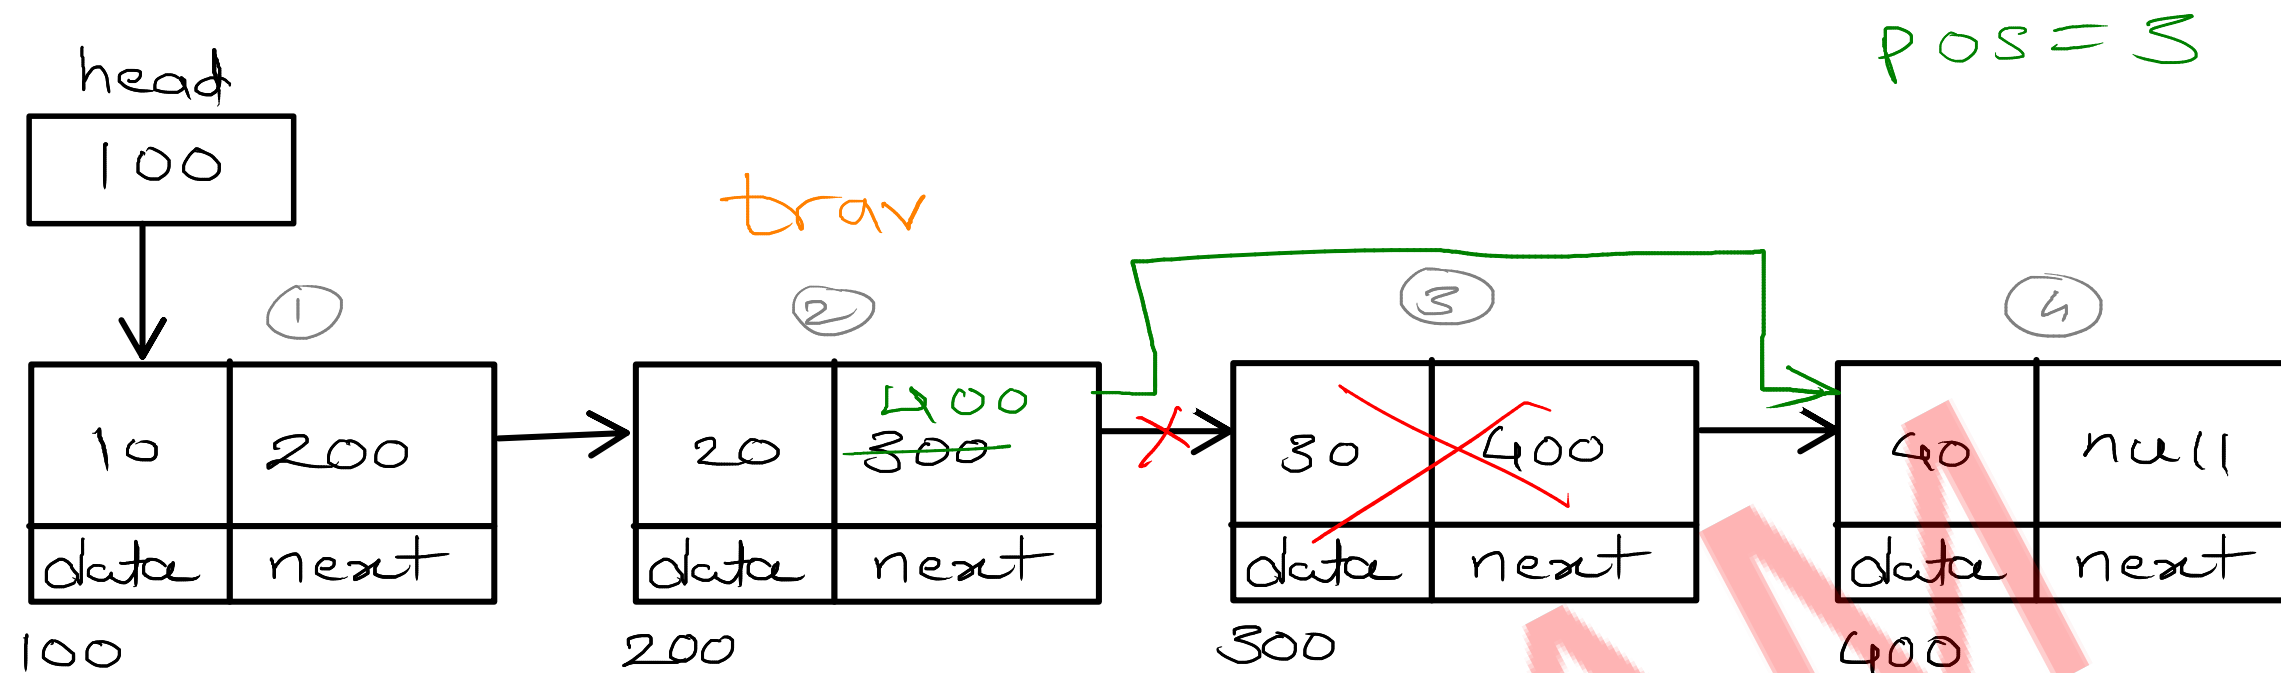 pos=3
head
100
trav
1 2 3 4
400
10 200 20 300 30 400 40 null
data next data next data next data next
100 200 300 400